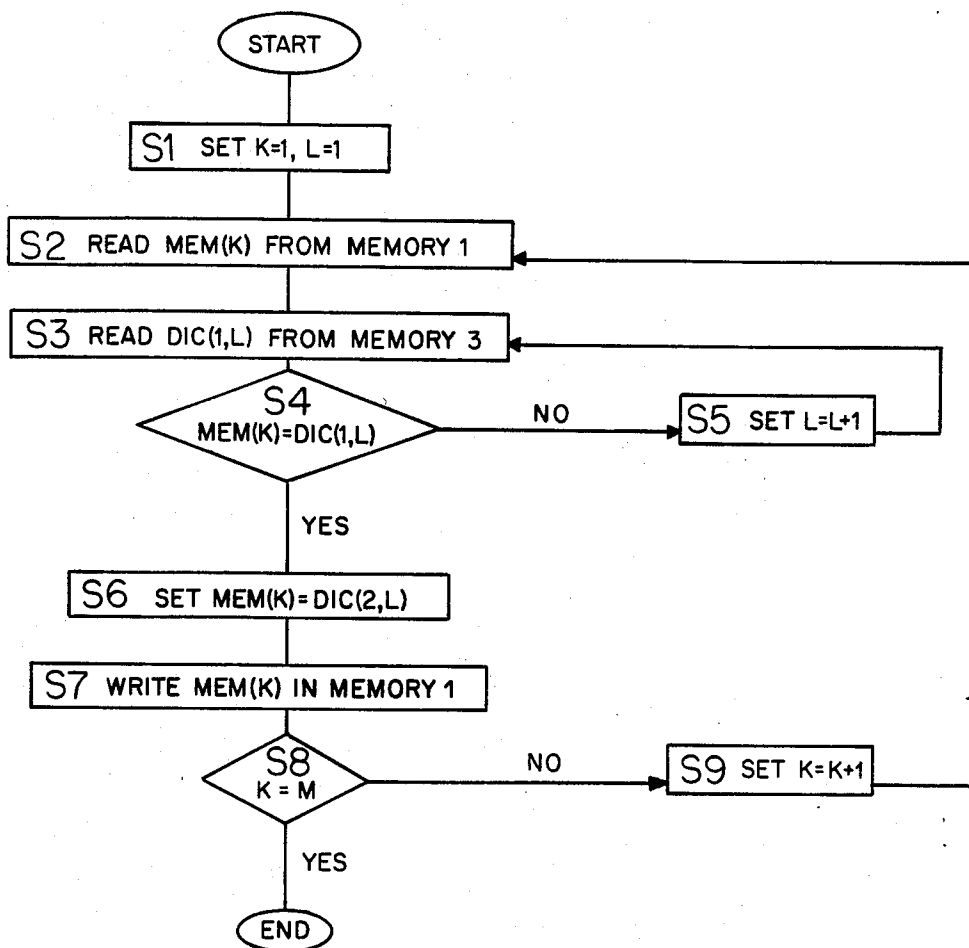 START
S1 SET K=1, L=1
S2 READ MEM(K) FROM MEMORY 1
S3 READ DIC(1,L) FROM MEMORY 3
S4
MEM(K)=DIC(1,L)
NO
S5 SET L=L+1
YES
S6 SET MEM(K)=DIC(2,L)
S7 WRITE MEM(K) IN MEMORY 1
S8
K = M
NO
S9 SET K=K+1
YES
END